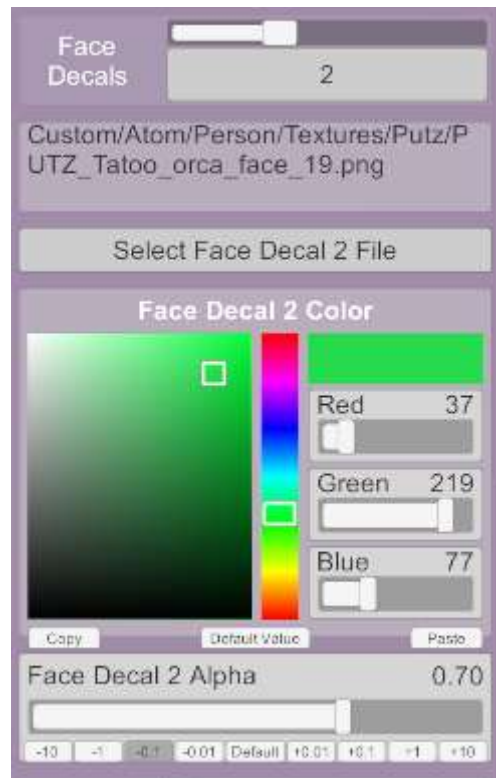 Face
Decals
2
Custom/Atom/Person/Textures/Putz/P
UTZ_Tatoo_orca_face_19.png
Select Face Decal 2 File
Face Decal 2 Color
Red 37
Green 219
Blue 77
Copy Default Value Paste
Face Decal 2 Alpha 0.70
-10 -1 -0.1 -0.01 Default +0.01 +0.1 +1 +10